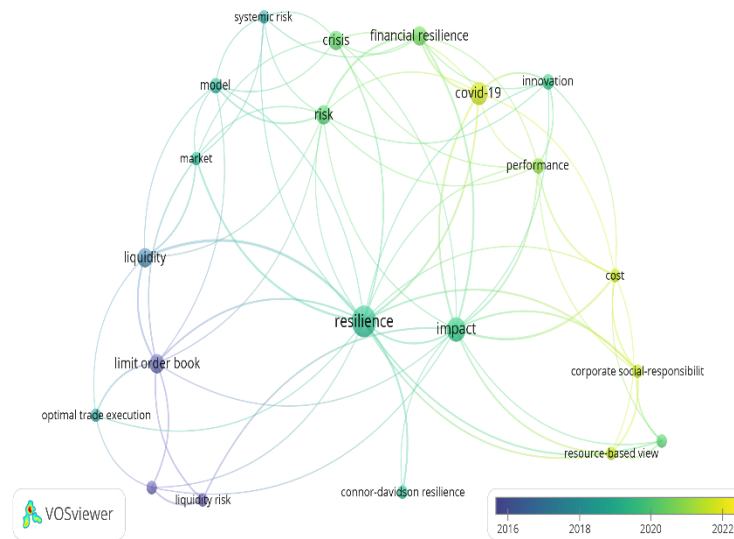 systemic risk
crisis
financial resilience
model
covid-19
innovation
risk
market
performance
liquidity
cost
resilience
impact
limit order book
corporate social-responsibilit
optimal trade execution
resource-based view
liquidity risk
connor-davidson resilience
VOSviewer
2016 2018 2020 2022